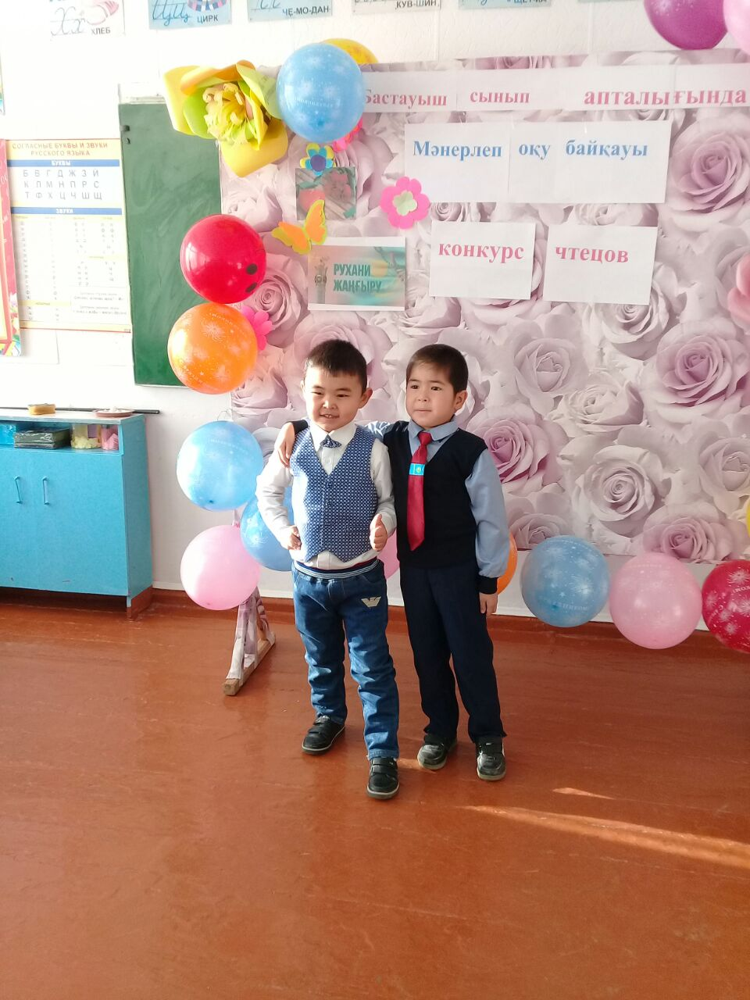 ХЛЕБ
ЦИРК
ЧЕ-МО-ДАН
КУВ-ШИН
Бастауыш сынып апталығында
Мәнерлеп оқу байқауы
конкурс чтецов
РУХАНИ
ЖАҢҒЫРУ
СОГЛАСНЫЕ БУКВЫ И ЗВУКИ
РУССКОГО ЯЗЫКА
БУКВЫ
Б В Г Д Ж З Й
К Л М Н П Р С
Т Ф Х Ц Ч Ш Щ
ЗВУКИ